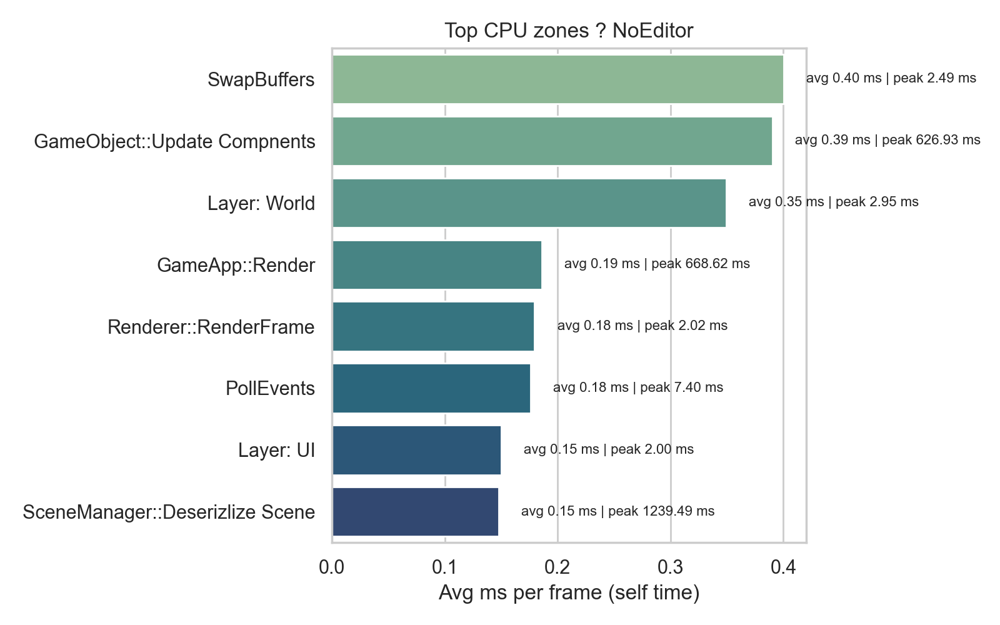 Top CPU zones ? NoEditor
SwapBuffers
avg 0.40 ms | peak 2.49 ms
GameObject::Update Compnents
avg 0.39 ms | peak 626.93 ms
Layer: World
avg 0.35 ms | peak 2.95 ms
GameApp::Render
avg 0.19 ms | peak 668.62 ms
Renderer::RenderFrame
avg 0.18 ms | peak 2.02 ms
PollEvents
avg 0.18 ms | peak 7.40 ms
Layer: UI
avg 0.15 ms | peak 2.00 ms
SceneManager::Deserizlize Scene
avg 0.15 ms | peak 1239.49 ms
0.0 0.1 0.2 0.3 0.4
Avg ms per frame (self time)